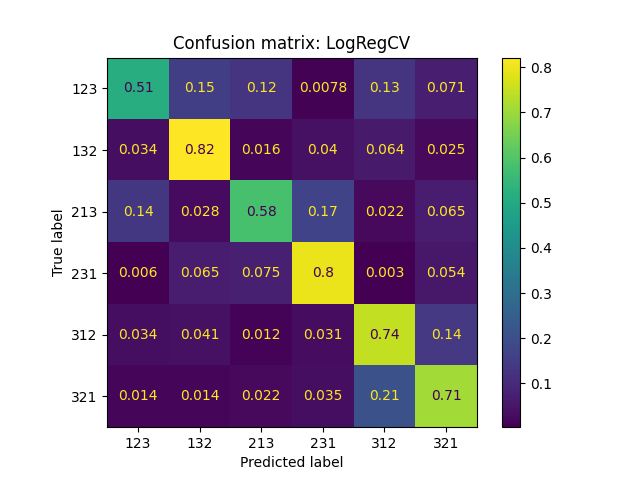 Confusion matrix: LogRegCV
True label
123 0.51 0.15 0.12 0.0078 0.13 0.071
132 0.034 0.82 0.016 0.04 0.064 0.025
213 0.14 0.028 0.58 0.17 0.022 0.065
231 0.006 0.065 0.075 0.8 0.003 0.054
312 0.034 0.041 0.012 0.031 0.74 0.14
321 0.014 0.014 0.022 0.035 0.21 0.71
123 132 213 231 312 321
Predicted label
0.8
0.7
0.6
0.5
0.4
0.3
0.2
0.1